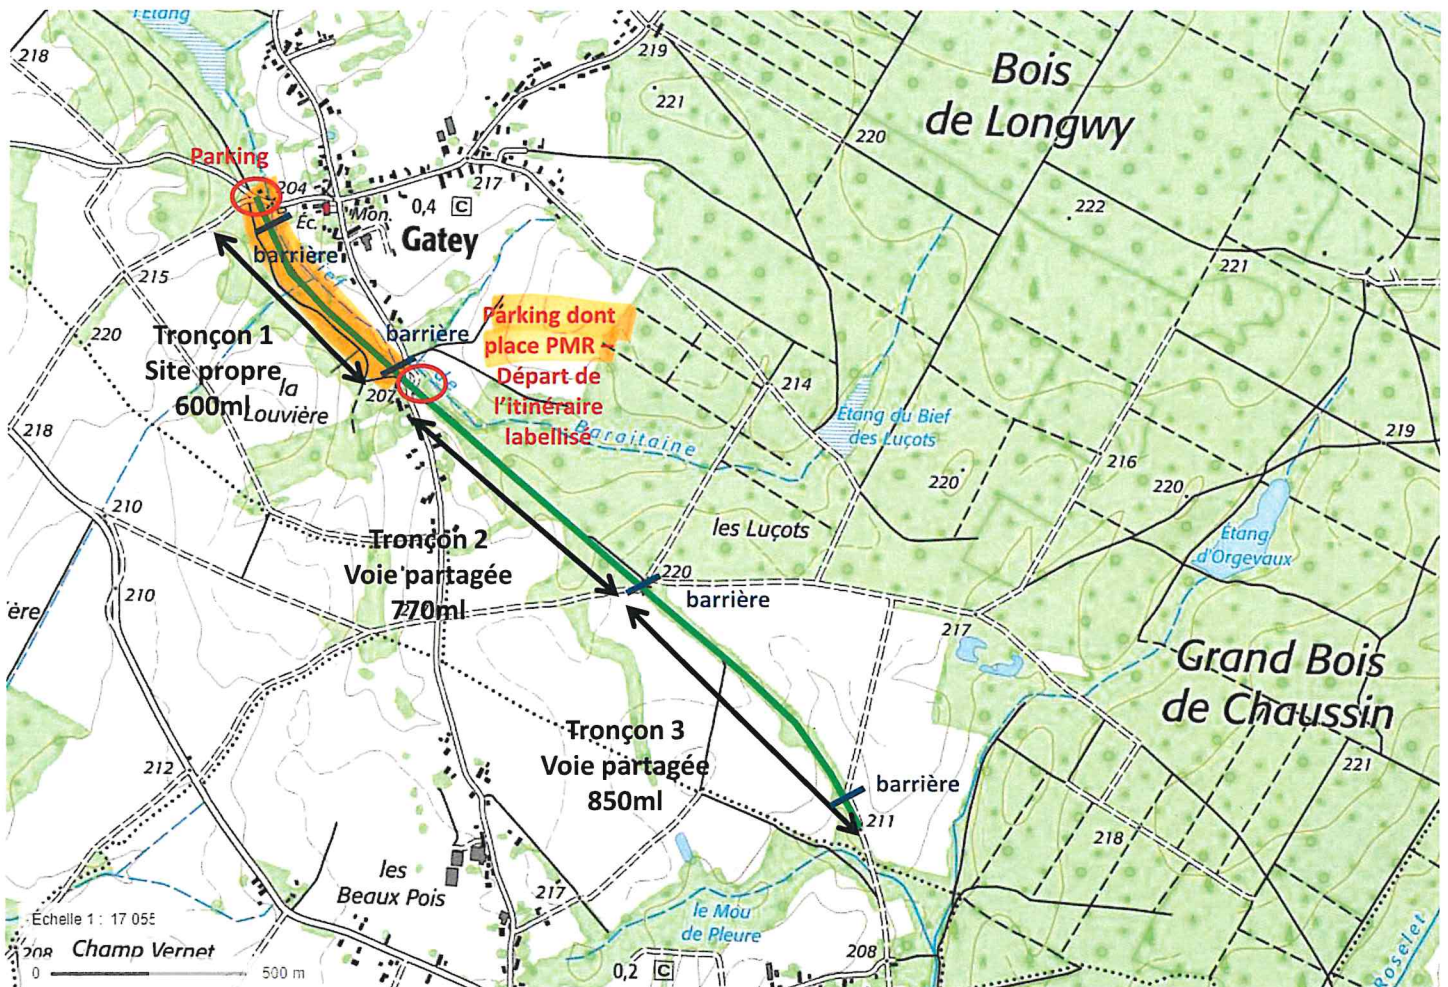 l'Etang
218
219
221
Bois
de Longwy
220
Parking
204
217
0,4 C
Éc.
Mon.
Gatey
222
barrière
215
221
220
Parking dont
place PMR
Départ de
l'itinéraire
labellisé
barrière
Tronçon 1
Site propre
600ml
la
Louvière
207
de
Baraitaine
214
Etang du Bief
des Luçots
218
219
216
220
220
210
les Luçots
Étang
d'Orgevaux
Tronçon 2
Voie partagée
770ml
220
barrière
210
ère
217
Grand Bois
de Chaussin
Tronçon 3
Voie partagée
850ml
212
221
barrière
211
218
les
Beaux Pois
217
le Mou
de Pleure
Échelle 1 : 17 055
208
Champ Vernet
0
500 m
0,2 C
208
Roselet